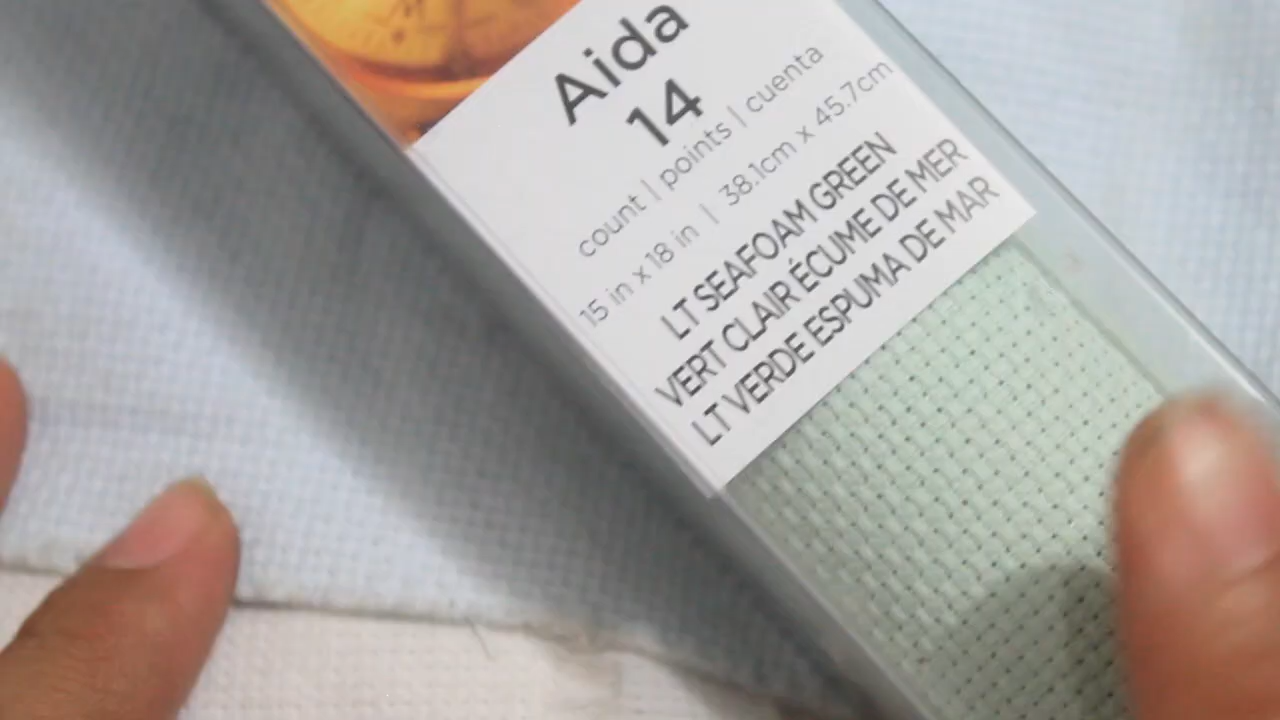 Aida
14
count | points | cuenta
15 in x 18 in | 38.1cm x 45.7cm
LT SEAFOAM GREEN
VERT CLAIR ÉCUME DE MER
LT VERDE ESPUMA DE MAR